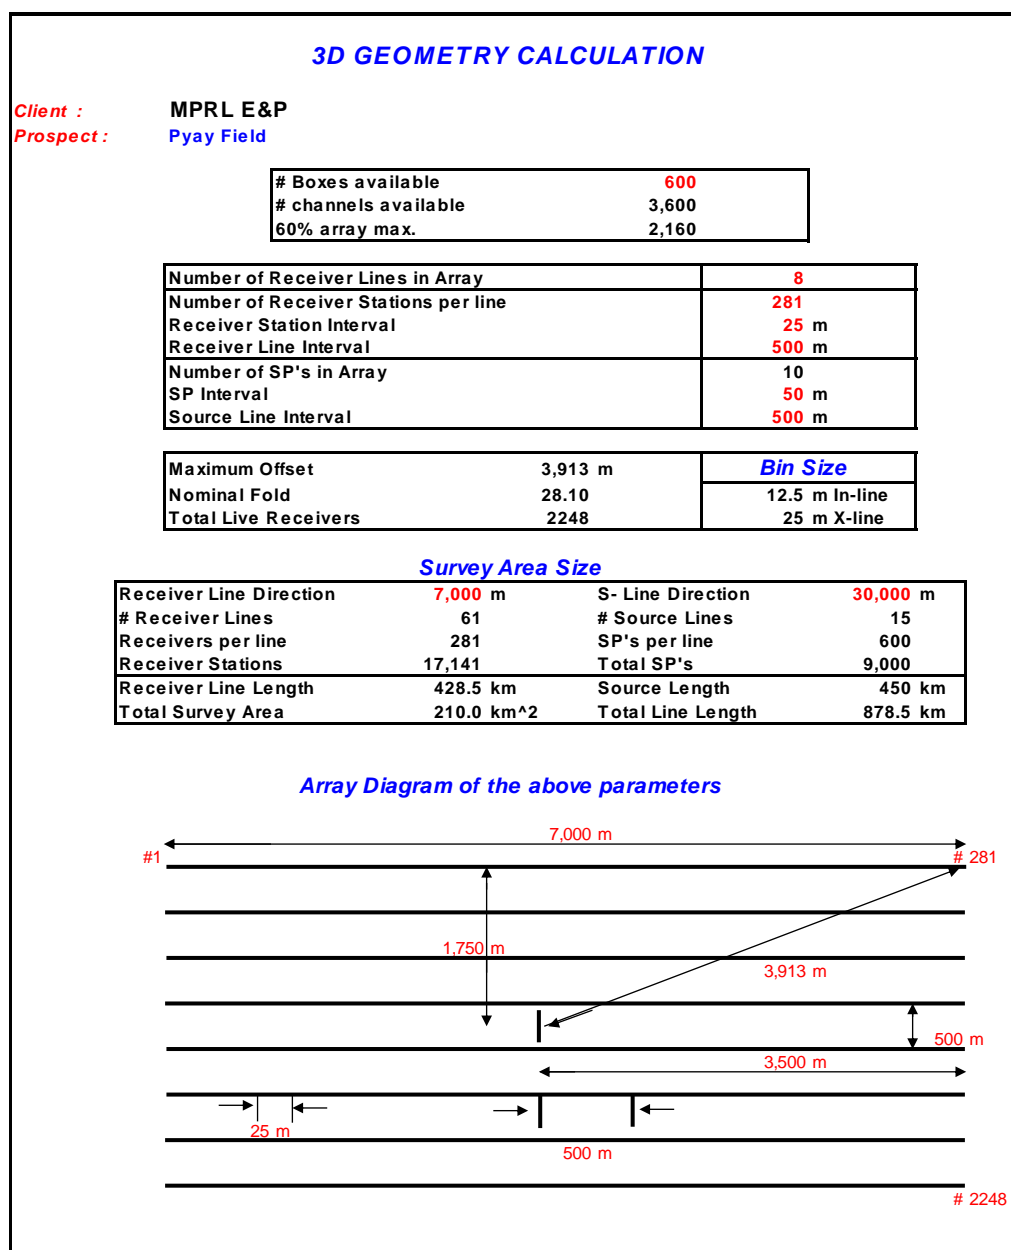 3D GEOMETRY CALCULATION
Client : MPRL E&P
Prospect : Pyay Field
# Boxes available 600
# channels available 3,600
60% array max. 2,160
Number of Receiver Lines in Array 8
Number of Receiver Stations per line 281
Receiver Station Interval 25 m
Receiver Line Interval 500 m
Number of SP's in Array 10
SP Interval 50 m
Source Line Interval 500 m
Maximum Offset 3,913 m Bin Size
Nominal Fold 28.10 12.5 m In-line
Total Live Receivers 2248 25 m X-line
Survey Area Size
Receiver Line Direction 7,000 m S- Line Direction 30,000 m
# Receiver Lines 61 # Source Lines 15
Receivers per line 281 SP's per line 600
Receiver Stations 17,141 Total SP's 9,000
Receiver Line Length 428.5 km Source Length 450 km
Total Survey Area 210.0 km^2 Total Line Length 878.5 km
Array Diagram of the above parameters
7,000 m
#1 # 281
1,750 m
3,913 m
500 m
3,500 m
25 m
500 m
# 2248